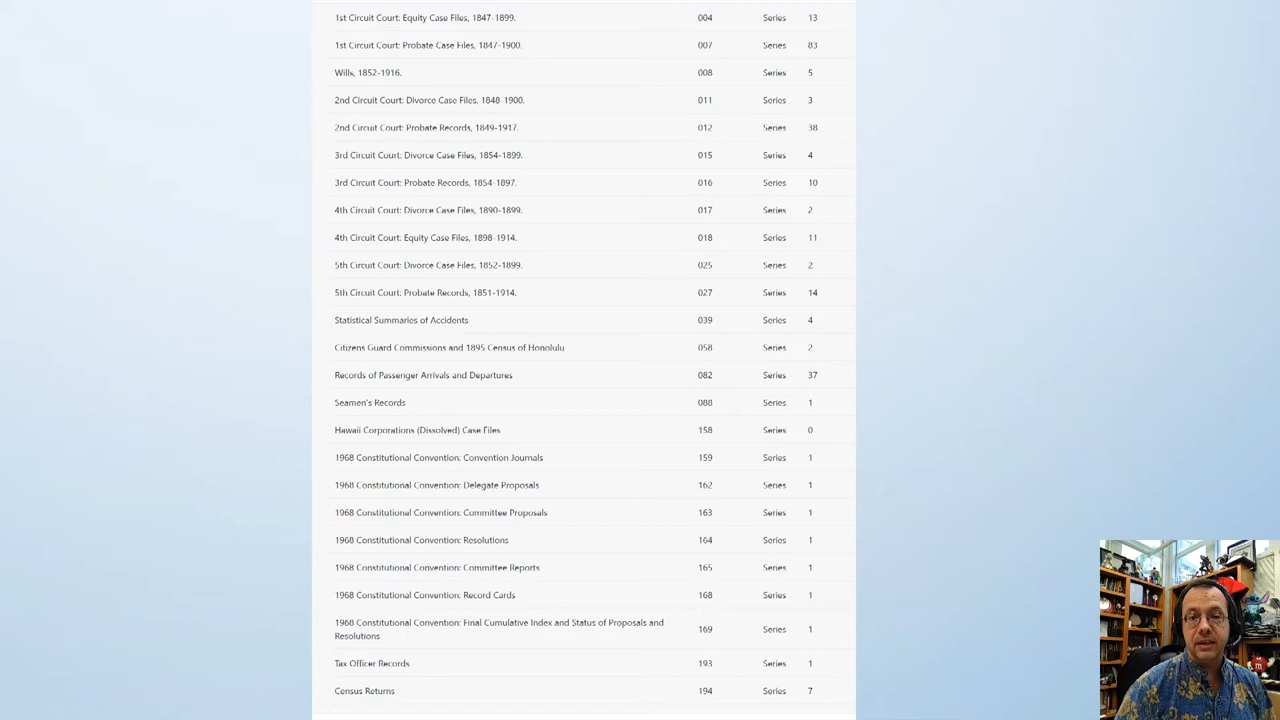 1st Circuit Court: Equity Case Files, 1847-1899. 004 Series 13
1st Circuit Court: Probate Case Files, 1847-1900. 007 Series 83
Wills, 1852-1916. 008 Series 5
2nd Circuit Court: Divorce Case Files, 1848-1900. 011 Series 3
2nd Circuit Court: Probate Records, 1849-1917. 012 Series 38
3rd Circuit Court: Divorce Case Files, 1854-1899. 015 Series 4
3rd Circuit Court: Probate Records, 1854-1897. 016 Series 10
4th Circuit Court: Divorce Case Files, 1890-1899. 017 Series 2
4th Circuit Court: Equity Case Files, 1898-1914. 018 Series 11
5th Circuit Court: Divorce Case Files, 1852-1899. 025 Series 2
5th Circuit Court: Probate Records, 1851-1914. 027 Series 14
Statistical Summaries of Accidents 039 Series 4
Citizens Guard Commissions and 1895 Census of Honolulu 058 Series 2
Records of Passenger Arrivals and Departures 082 Series 37
Seamen's Records 088 Series 1
Hawaii Corporations (Dissolved) Case Files 158 Series 0
1968 Constitutional Convention: Convention Journals 159 Series 1
1968 Constitutional Convention: Delegate Proposals 162 Series 1
1968 Constitutional Convention: Committee Proposals 163 Series 1
1968 Constitutional Convention: Resolutions 164 Series 1
1968 Constitutional Convention: Committee Reports 165 Series 1
1968 Constitutional Convention: Record Cards 168 Series 1
1968 Constitutional Convention: Final Cumulative Index and Status of Proposals and
Resolutions 169 Series 1
Tax Officer Records 193 Series 1
Census Returns 194 Series 7